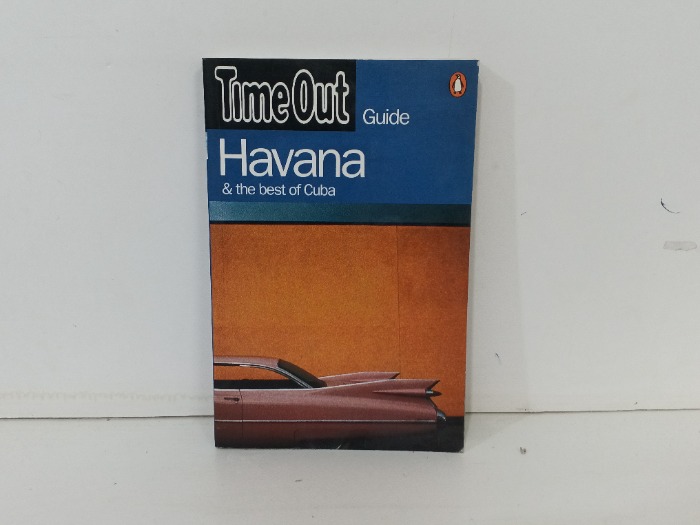 Time Out
Guide
Havana
& the best of Cuba